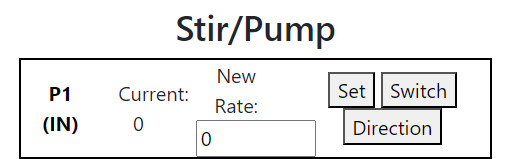 Stir/Pump
P1
(IN)
Current:
0
New
Rate:
0
Set
Switch
Direction